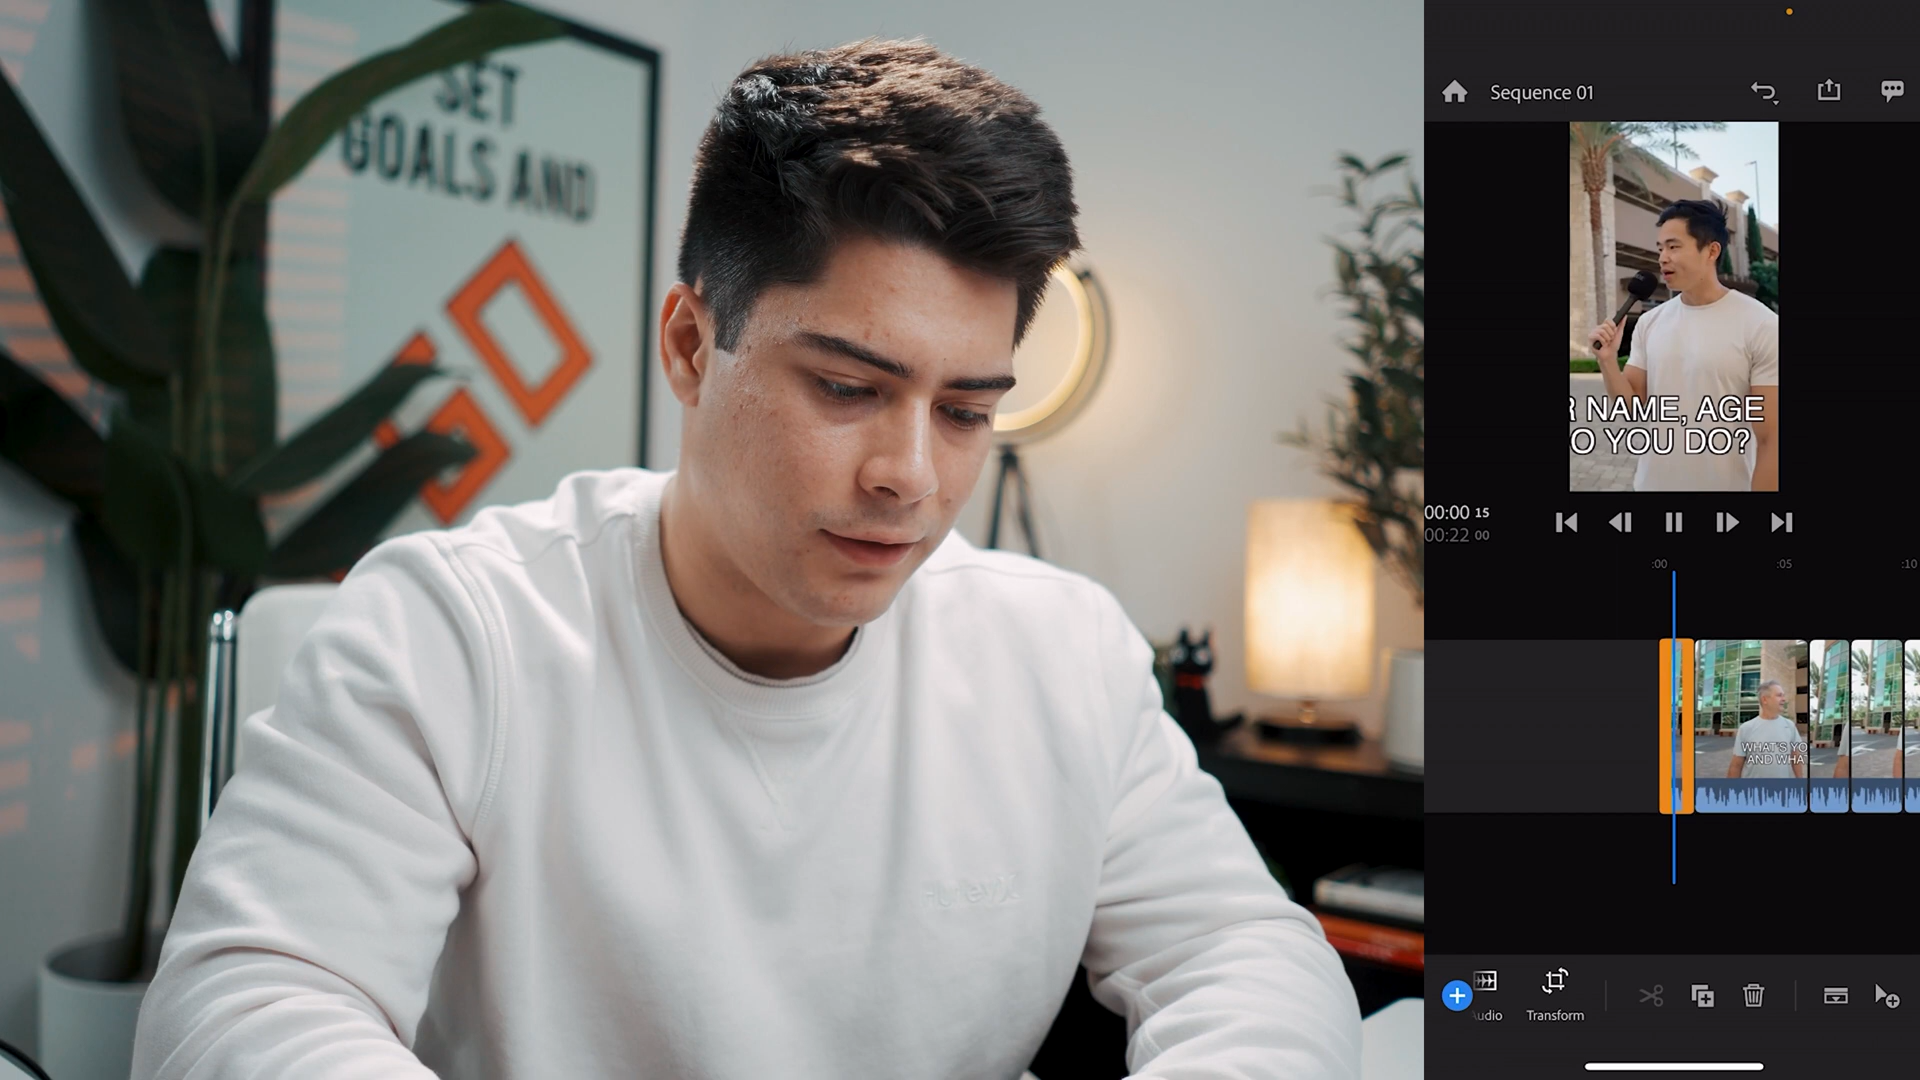 SET
GOALS AND
Hurley X
Sequence 01
R NAME, AGE
O YOU DO?
00:00 15
00:22 00
:00
:05
:10
WHAT'S YO
AND WHA
Audio
Transform